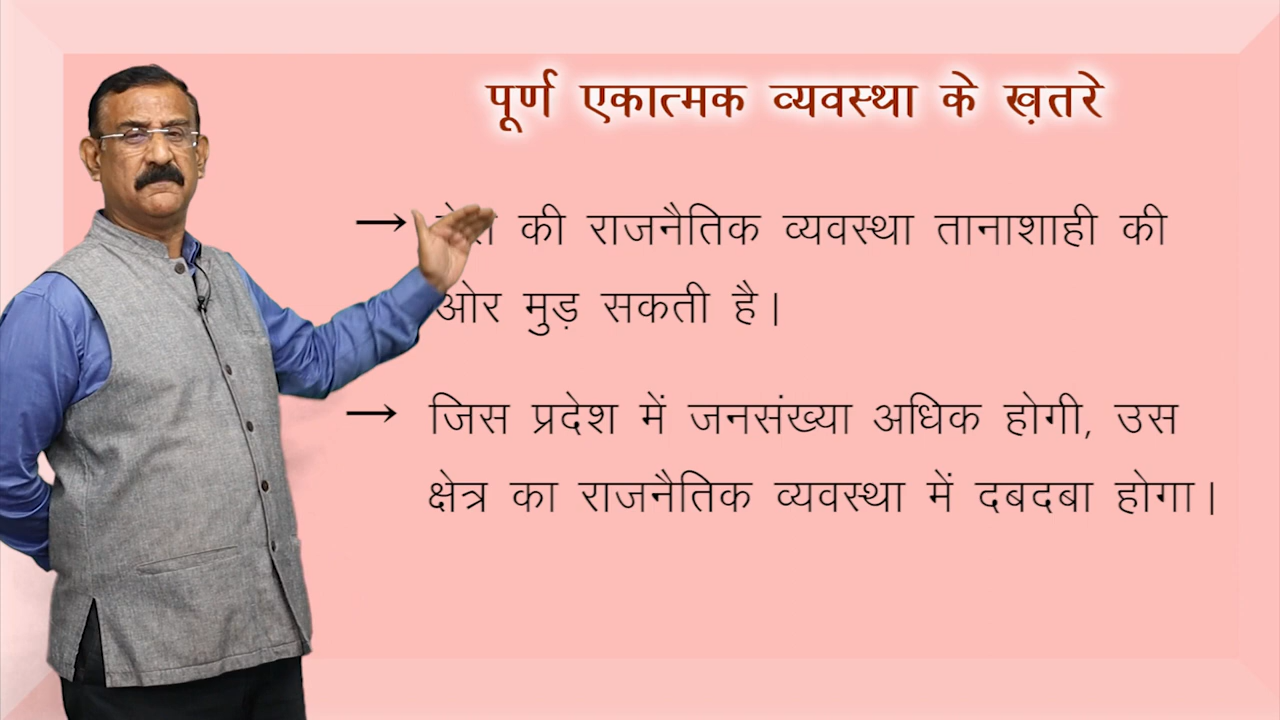 पूर्ण एकात्मक व्यवस्था के ख़तरे
→ की राजनैतिक व्यवस्था तानाशाही की
ओर मुड़ सकती है।
→ जिस प्रदेश में जनसंख्या अधिक होगी, उस
क्षेत्र का राजनैतिक व्यवस्था में दबदबा होगा।